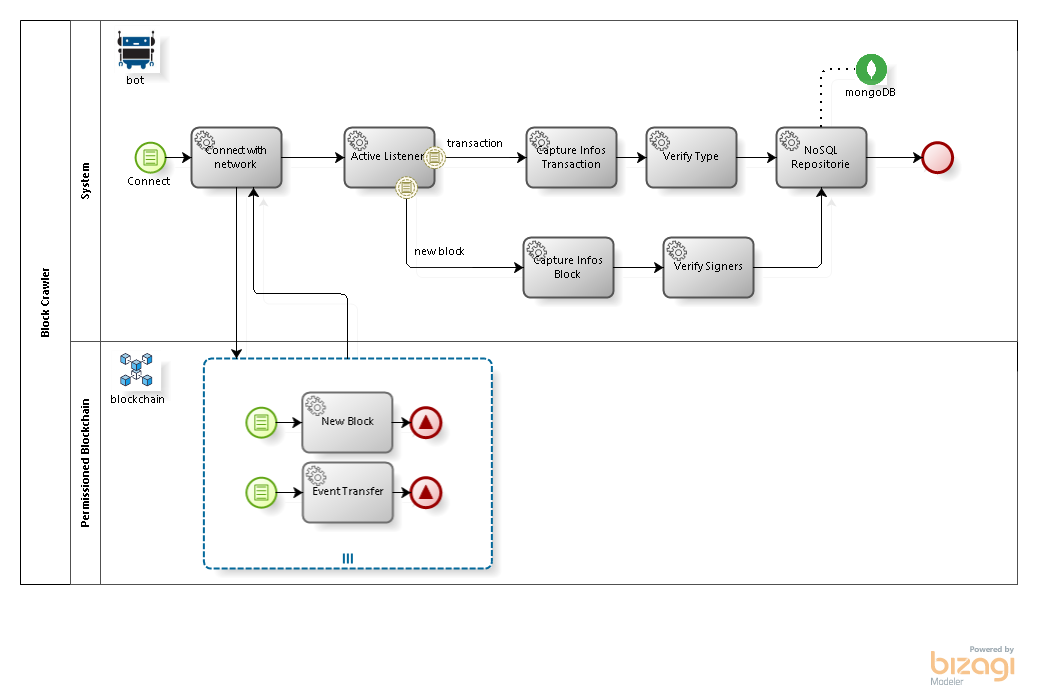 Block Crawler
System
bot
mongoDB
Connect
Connect with
network
Active Listener
transaction
Capture Infos
Transaction
Verify Type
NoSQL
Repositorie
new block
Capture Infos
Block
Verify Signers
Permissioned Blockchain
blockchain
New Block
Event Transfer
Powered by
bizagi
Modeler